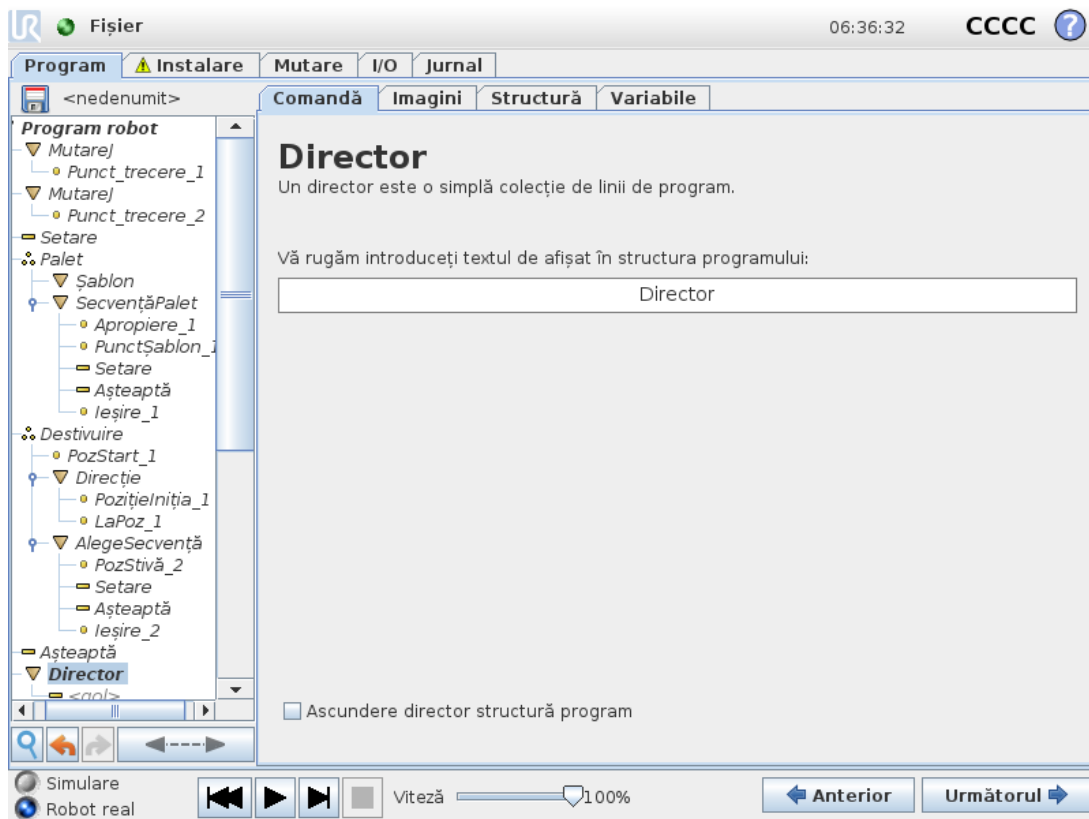 Fișier
06:36:32
CCCC
?
Program
Instalare
Mutare
I/O
Jurnal
<nedenumit>
Comandă
Imagini
Structură
Variabile
Program robot
MutareJ
Punct_trecere_1
MutareJ
Punct_trecere_2
Setare
Palet
Șablon
SecvențăPalet
Apropiere_1
PunctȘablon_1
Setare
Așteaptă
Ieșire_1
Destivuire
PozStart_1
Direcție
PozițieIniția_1
LaPoz_1
AlegeSecvență
PozStivă_2
Setare
Așteaptă
Ieșire_2
Așteaptă
Director
<gol>
Director
Un director este o simplă colecție de linii de program.
Vă rugăm introduceți textul de afișat în structura programului:
Director
Ascundere director structură program
Simulare
Robot real
Viteză
100%
Anterior
Următorul